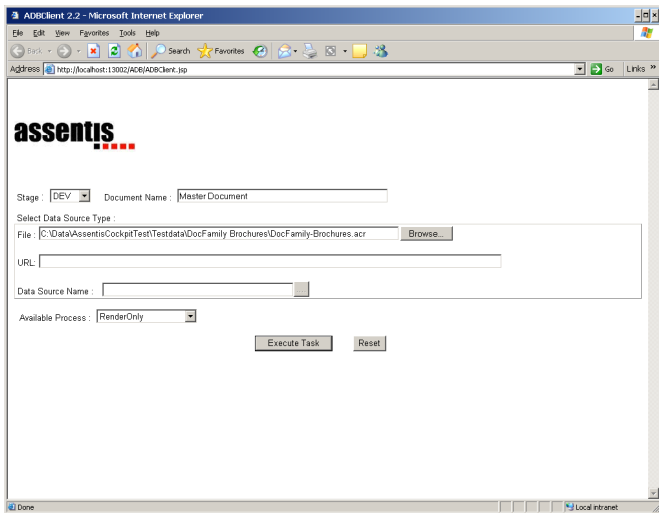 ADBClient 2.2 - Microsoft Internet Explorer
File Edit View Favorites Tools Help
Back Search Favorites
Address http://localhost:13002/ADB/ADBClient.jsp Go Links »
assentis
Stage : DEV Document Name : Master Document
Select Data Source Type :
File : C:\Data\AssentisCockpitTest\Testdata\DocFamily Brochures\DocFamily-Brochures.acr Browse...
URL:
Data Source Name :
Available Process : RenderOnly
Execute Task Reset
Done Local intranet